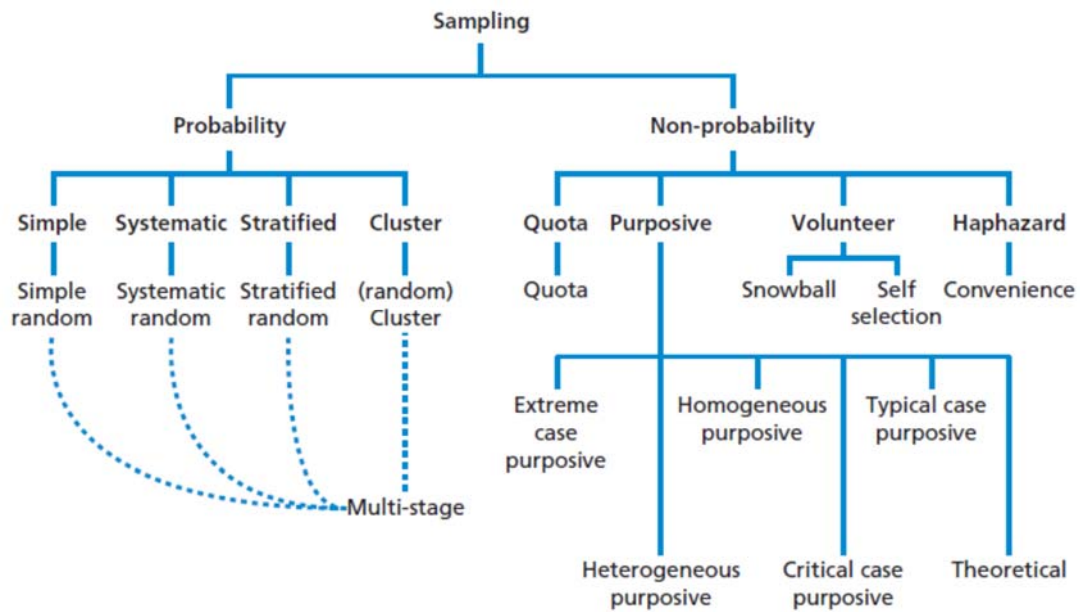 Sampling
Probability
Non-probability
Simple
Systematic
Stratified
Cluster
Quota
Purposive
Volunteer
Haphazard
Simple
random
Systematic
random
Stratified
random
(random)
Cluster
Quota
Snowball
Self
selection
Convenience
Extreme
case
purposive
Homogeneous
purposive
Typical case
purposive
Multi-stage
Heterogeneous
purposive
Critical case
purposive
Theoretical